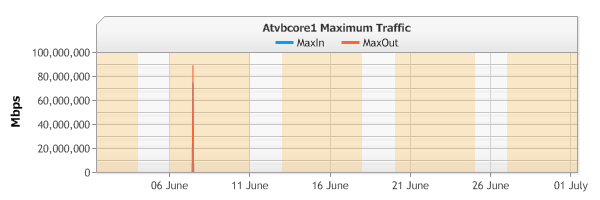 Atvbcore1 Maximum Traffic
MaxIn MaxOut
Mbps
100,000,000
80,000,000
60,000,000
40,000,000
20,000,000
0
06 June 11 June 16 June 21 June 26 June 01 July